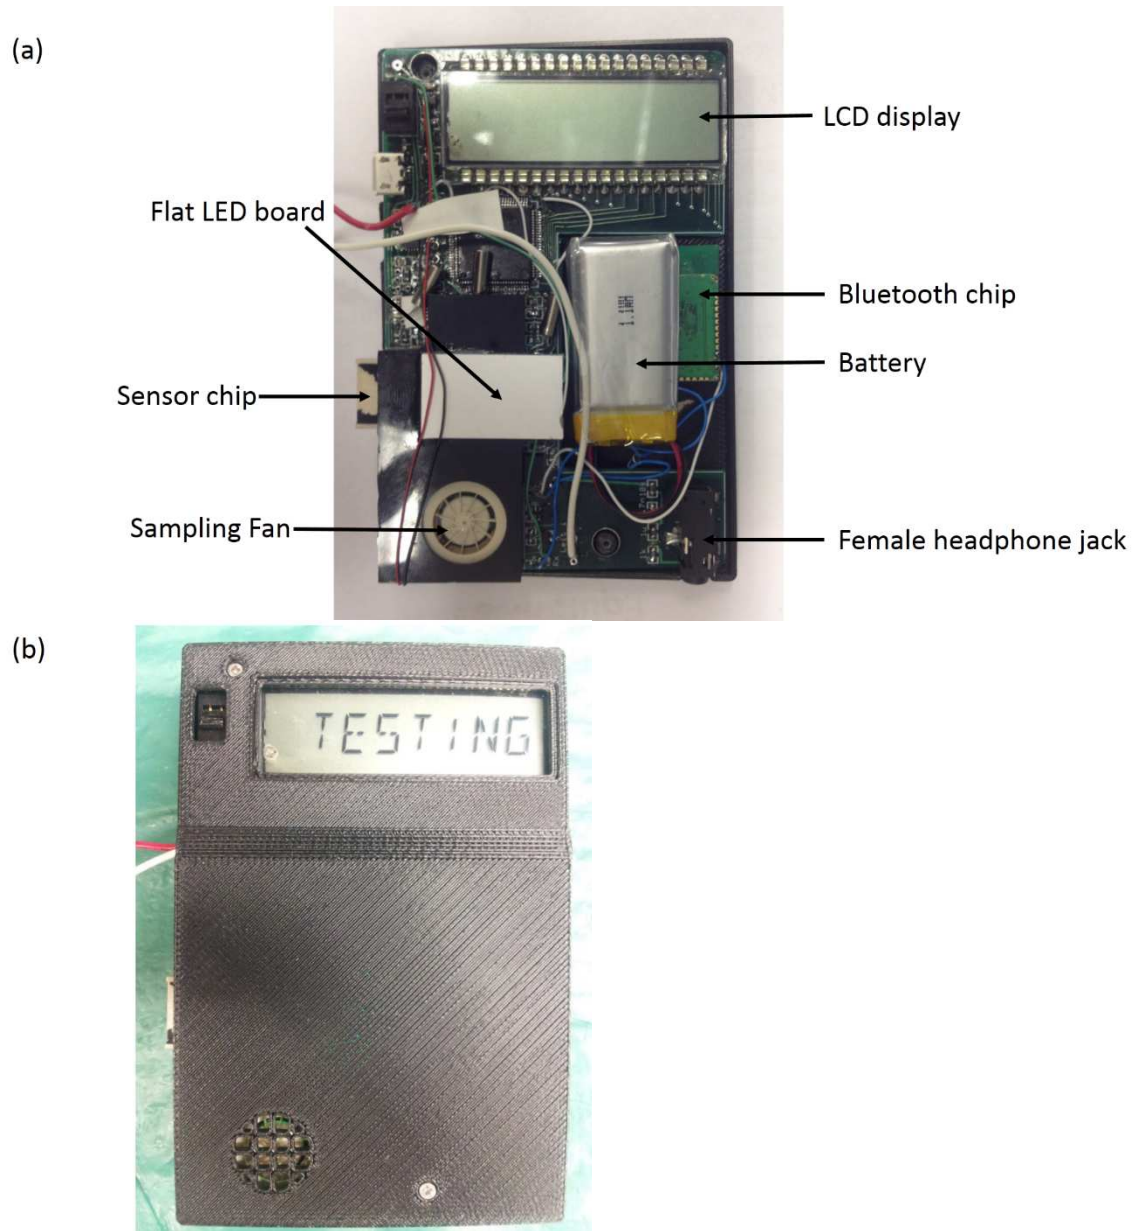 (a)
LCD display
Flat LED board
Bluetooth chip
Battery
Sensor chip
Sampling Fan
Female headphone jack
(b)
TESTING